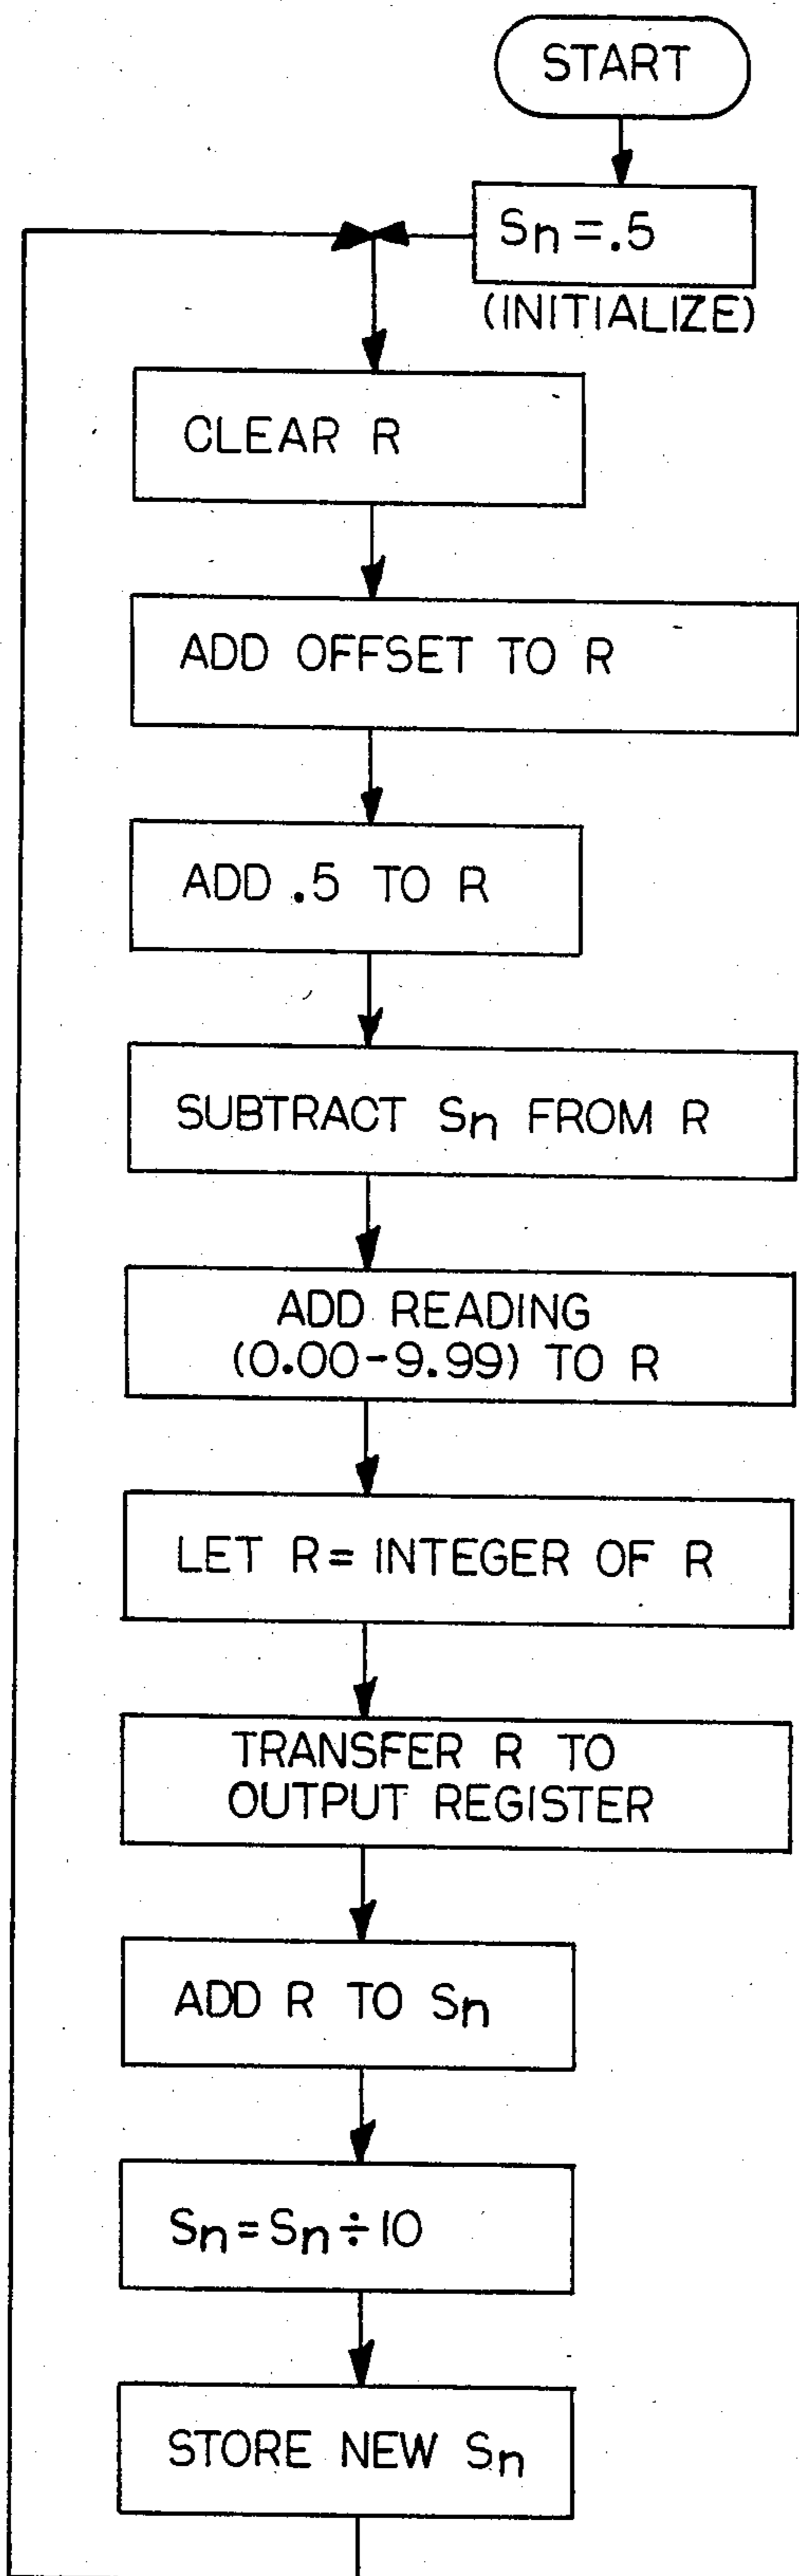 START
Sn = .5
(INITIALIZE)
CLEAR R
ADD OFFSET TO R
ADD .5 TO R
SUBTRACT Sn FROM R
ADD READING
(0.00-9.99) TO R
LET R = INTEGER OF R
TRANSFER R TO
OUTPUT REGISTER
ADD R TO Sn
Sn = Sn ÷ 10
STORE NEW Sn